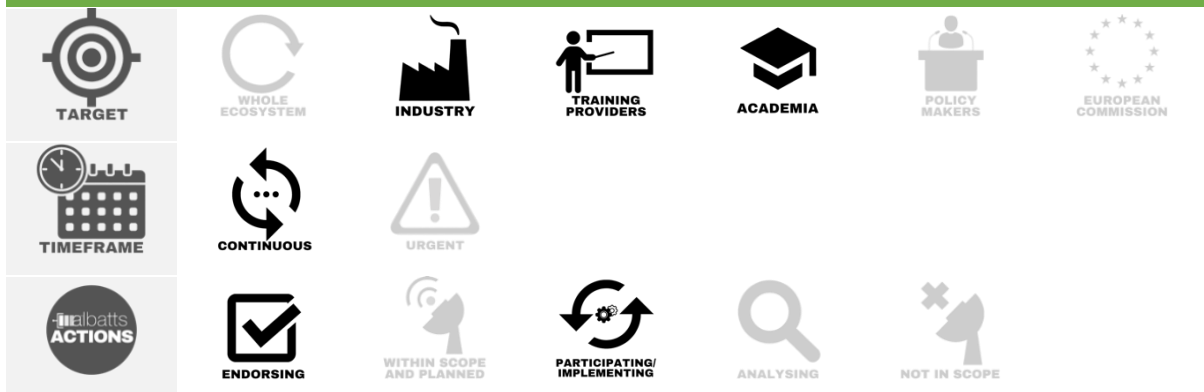 TARGET
WHOLE
ECOSYSTEM
INDUSTRY
TRAINING
PROVIDERS
ACADEMIA
POLICY
MAKERS
EUROPEAN
COMMISSION
TIMEFRAME
CONTINUOUS
URGENT
albatts
ACTIONS
ENDORSING
WITHIN SCOPE
AND PLANNED
PARTICIPATING/
IMPLEMENTING
ANALYSING
NOT IN SCOPE